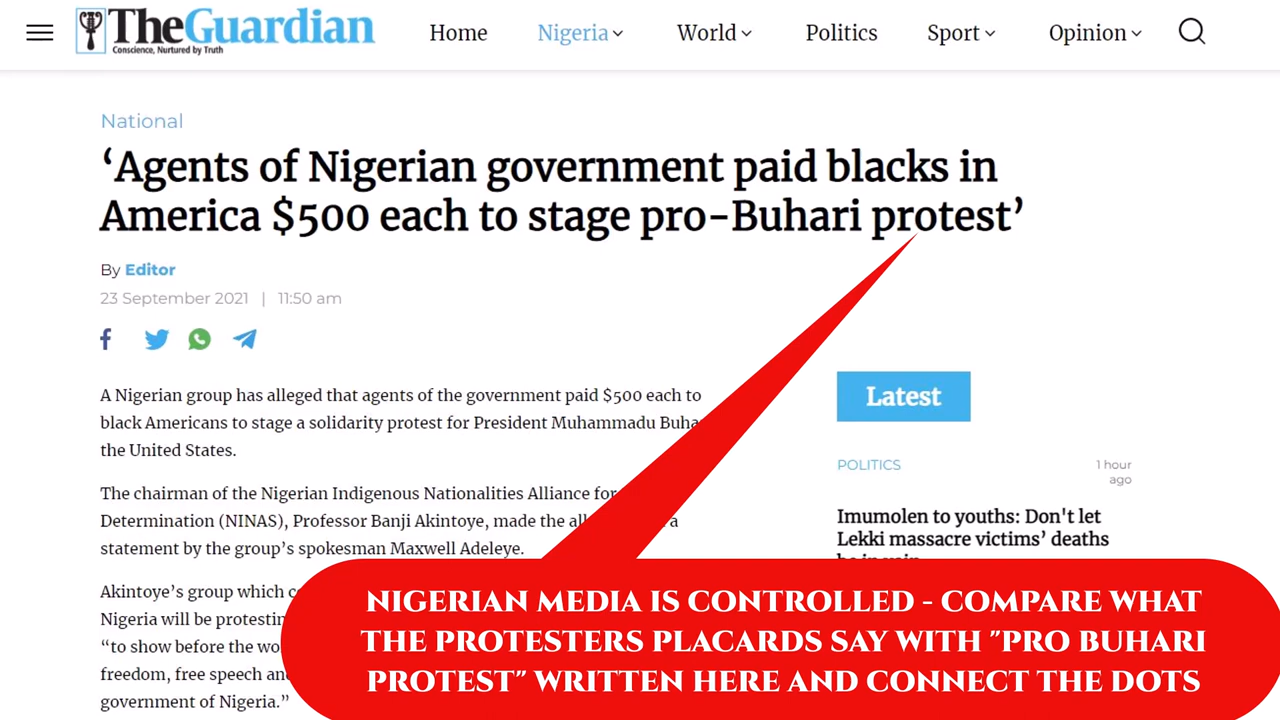 TheGuardian
Conscience, Nurtured by Truth
Home Nigeria World Politics Sport Opinion
National
‘Agents of Nigerian government paid blacks in
America $500 each to stage pro-Buhari protest’
By Editor
23 September 2021 | 11:50 am
A Nigerian group has alleged that agents of the government paid $500 each to
black Americans to stage a solidarity protest for President Muhammadu
the United States.
The chairman of the Nigerian Indigenous Nationalities Alliance for
Determination (NINAS), Professor Banji Akintoye, made the a
statement by the group’s spokesman Maxwell Adeleye.
Akintoye’s group which
Nigeria will be
“to show before the
freedom, free speech
government of Nigeria.”
Latest
POLITICS
1 hour
ago
Imumolen to youths: Don't let
Lekki massacre victims’ deaths
NIGERIAN MEDIA IS CONTROLLED - COMPARE WHAT
THE PROTESTERS PLACARDS SAY WITH "PRO BUHARI
PROTEST" WRITTEN HERE AND CONNECT THE DOTS